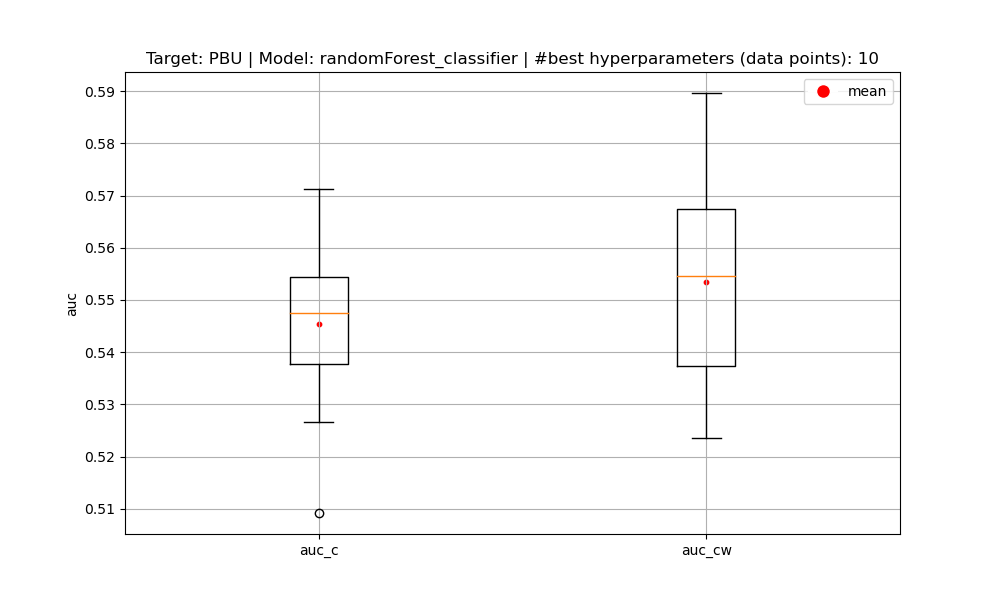 Target: PBU | Model: randomForest_classifier | #best hyperparameters (data points): 10
mean
0.59
0.58
0.57
0.56
0.55
0.54
0.53
0.52
0.51
auc
auc_c
auc_cw